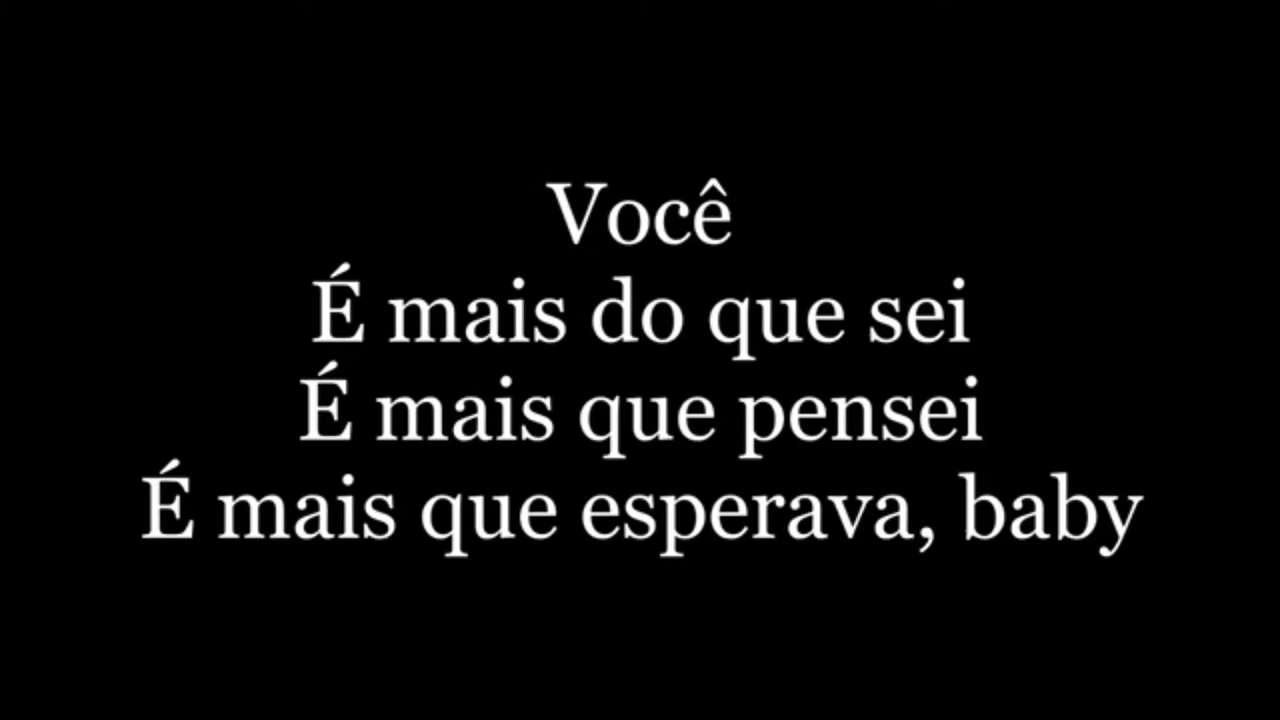 Você
É mais do que sei
É mais que pensei
É mais que esperava, baby